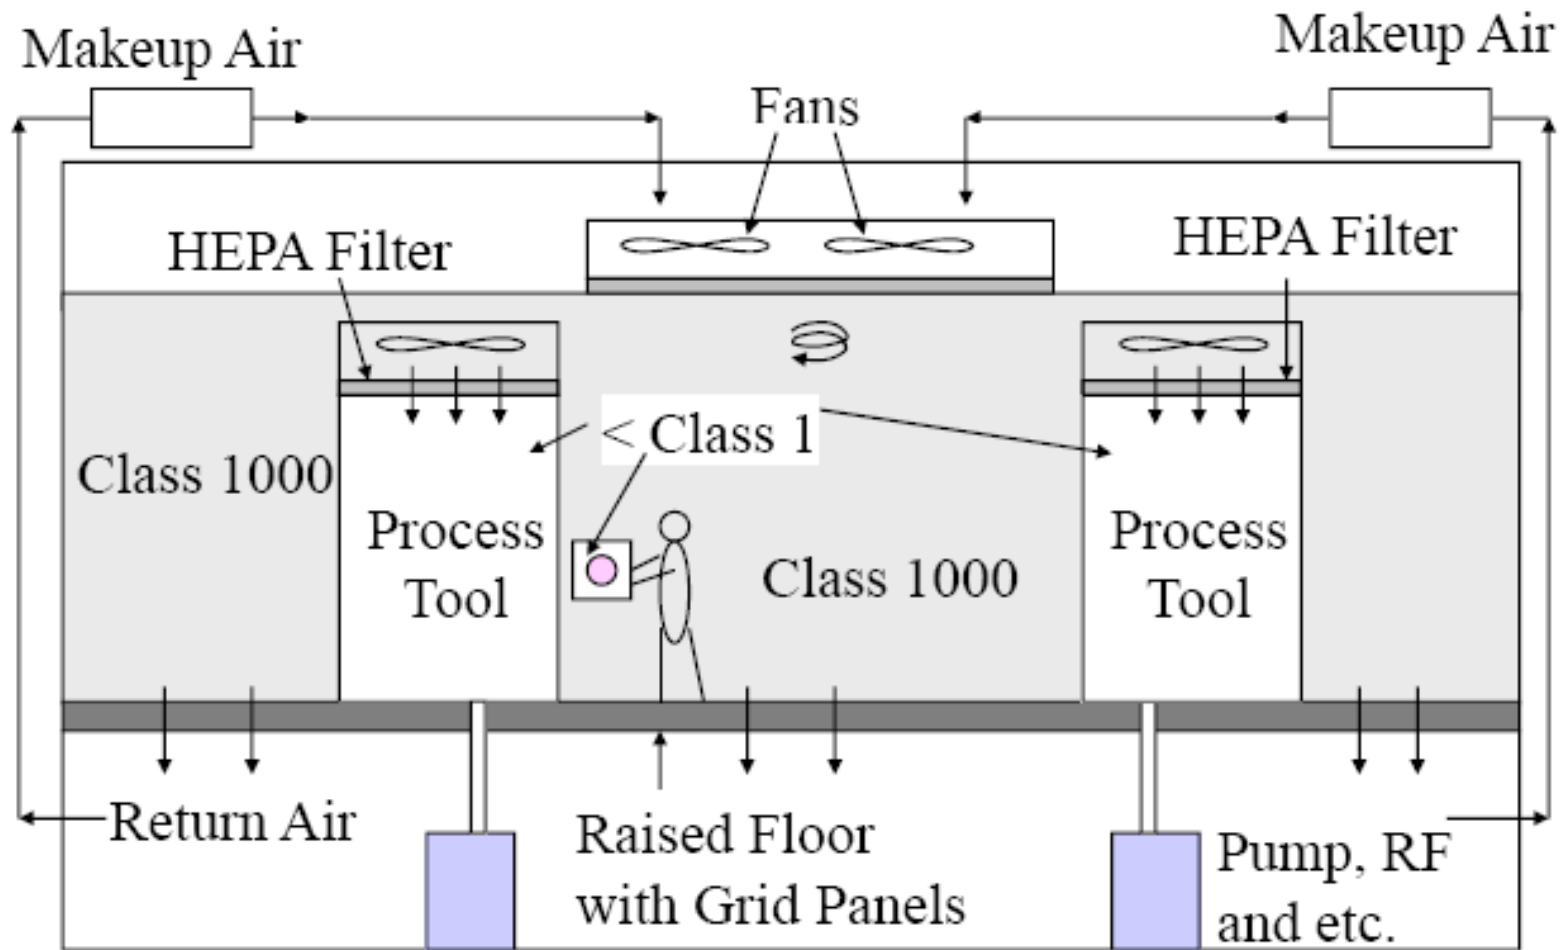 Makeup Air
Makeup Air
Fans
HEPA Filter
HEPA Filter
< Class 1
Class 1000
Process
Tool
Class 1000
Process
Tool
Return Air
Raised Floor
with Grid Panels
Pump, RF
and etc.